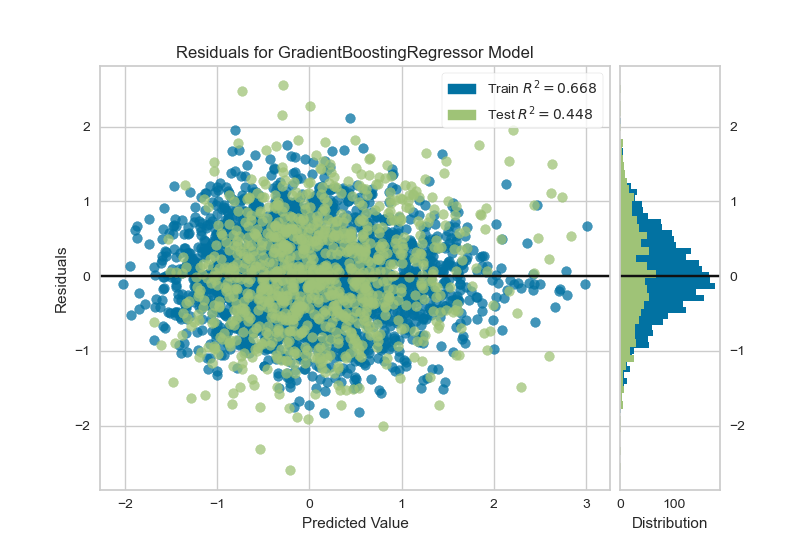 Residuals for GradientBoostingRegressor Model
Train R² = 0.668
Test R² = 0.448
Residuals
2
1
0
−1
−2
−2 −1 0 1 2 3
Predicted Value
2
1
0
−1
−2
0 100
Distribution